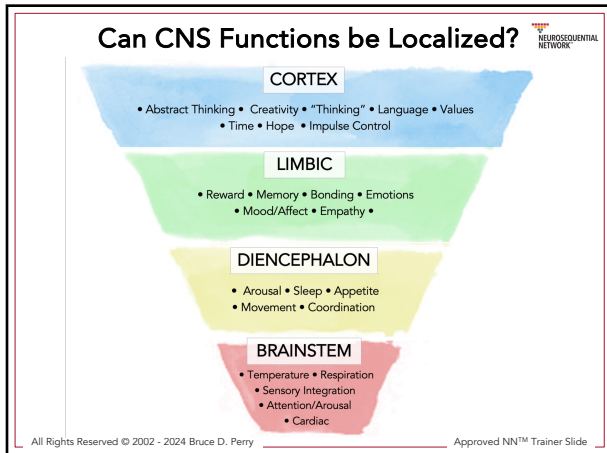 Can CNS Functions be Localized?
NEUROSEQUENTIAL
NETWORK™
CORTEX
• Abstract Thinking • Creativity • "Thinking" • Language • Values
• Time • Hope • Impulse Control
LIMBIC
• Reward • Memory • Bonding • Emotions
• Mood/Affect • Empathy •
DIENCEPHALON
• Arousal • Sleep • Appetite
• Movement • Coordination
BRAINSTEM
• Temperature • Respiration
• Sensory Integration
• Attention/Arousal
• Cardiac
All Rights Reserved © 2002 - 2024 Bruce D. Perry
Approved NN™ Trainer Slide